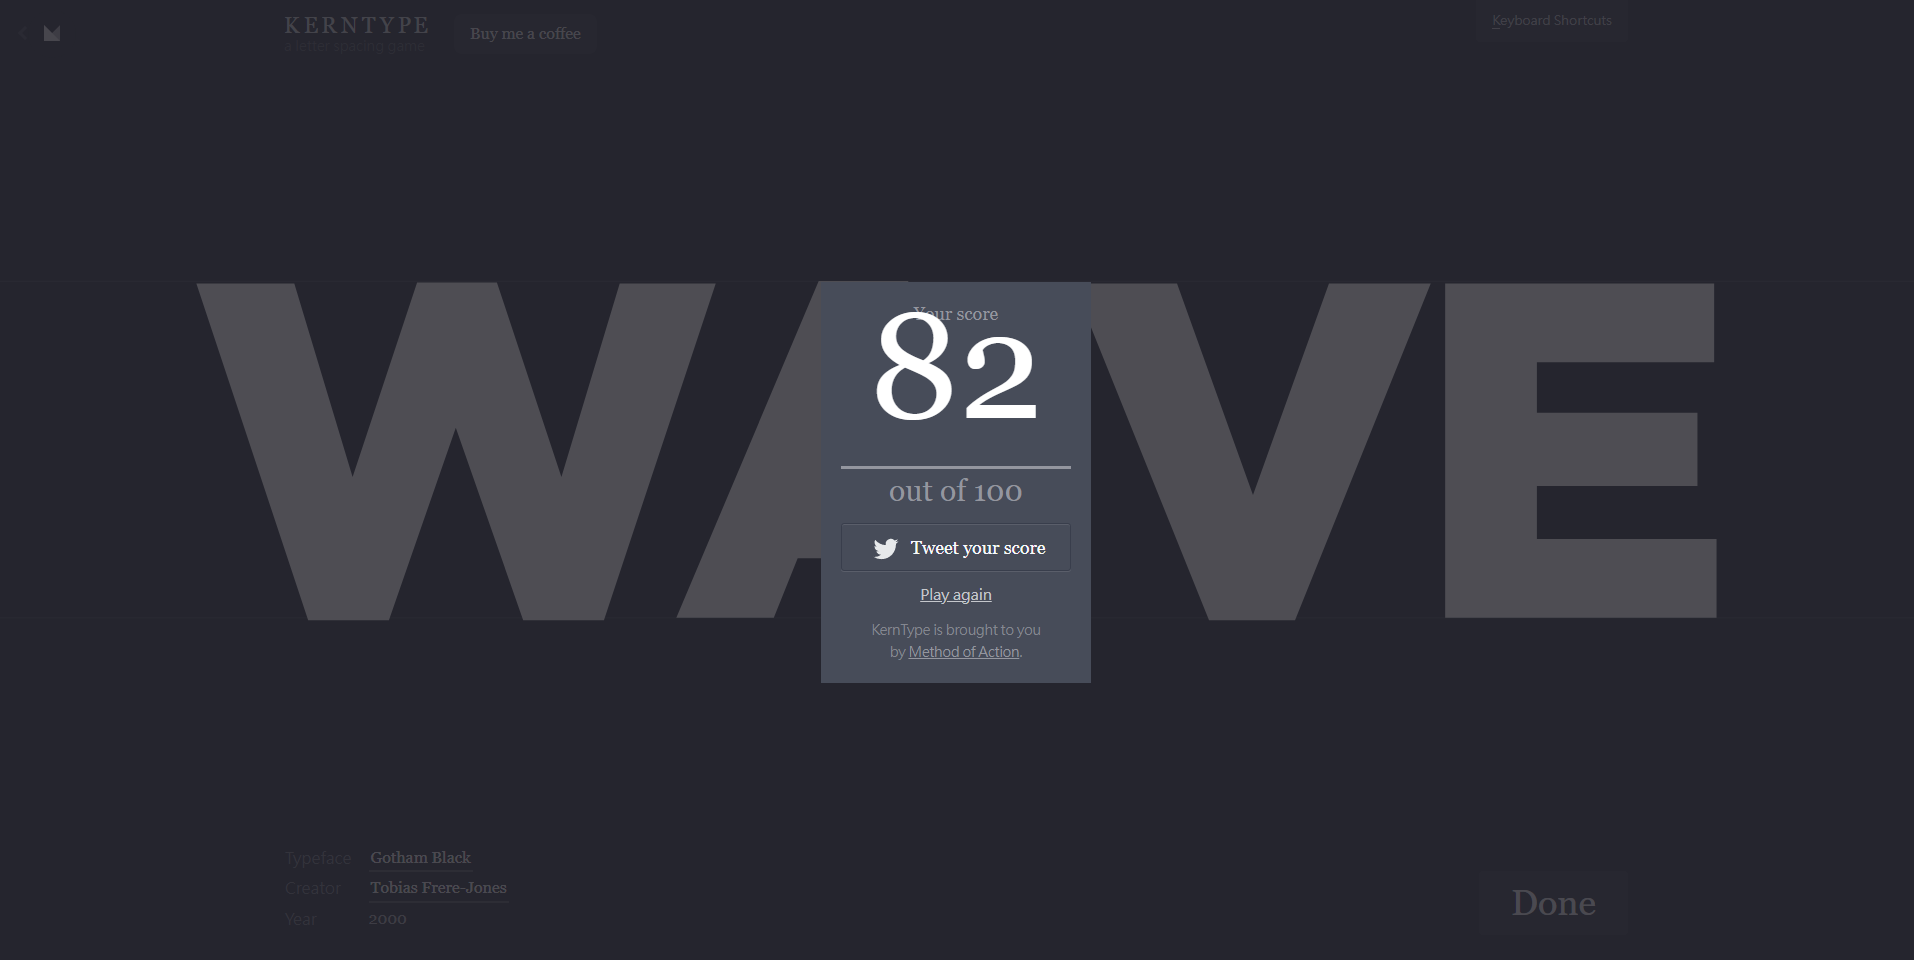 KERNTYPE
a letter spacing game
Buy me a coffee
Keyboard Shortcuts
WAVE
Your score
82
out of 100
Tweet your score
Play again
KernType is brought to you
by Method of Action.
Typeface Gotham Black
Creator Tobias Frere-Jones
Year 2000
Done